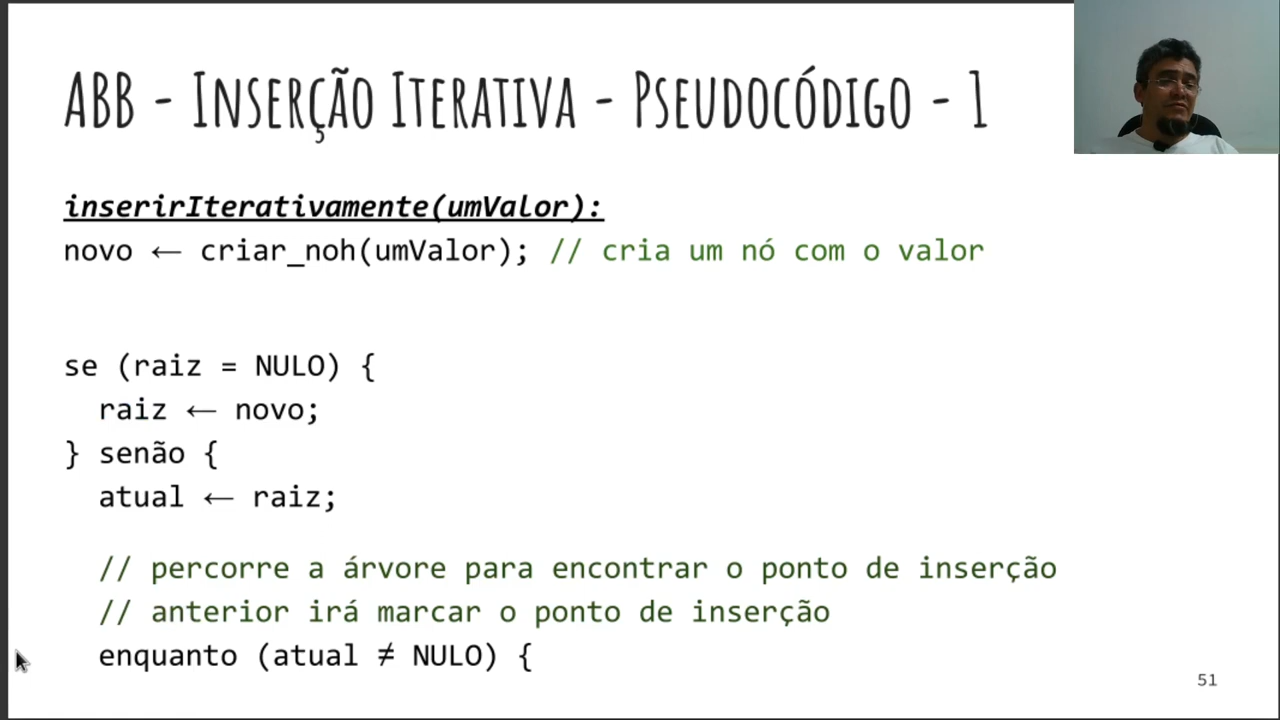 ABB - Inserção Iterativa - Pseudocódigo - 1
inserirIterativamente(umValor):
novo ← criar_noh(umValor); // cria um nó com o valor
se (raiz = NULO) {
raiz ← novo;
} senão {
atual ← raiz;
// percorre a árvore para encontrar o ponto de inserção
// anterior irá marcar o ponto de inserção
enquanto (atual ≠ NULO) {
51